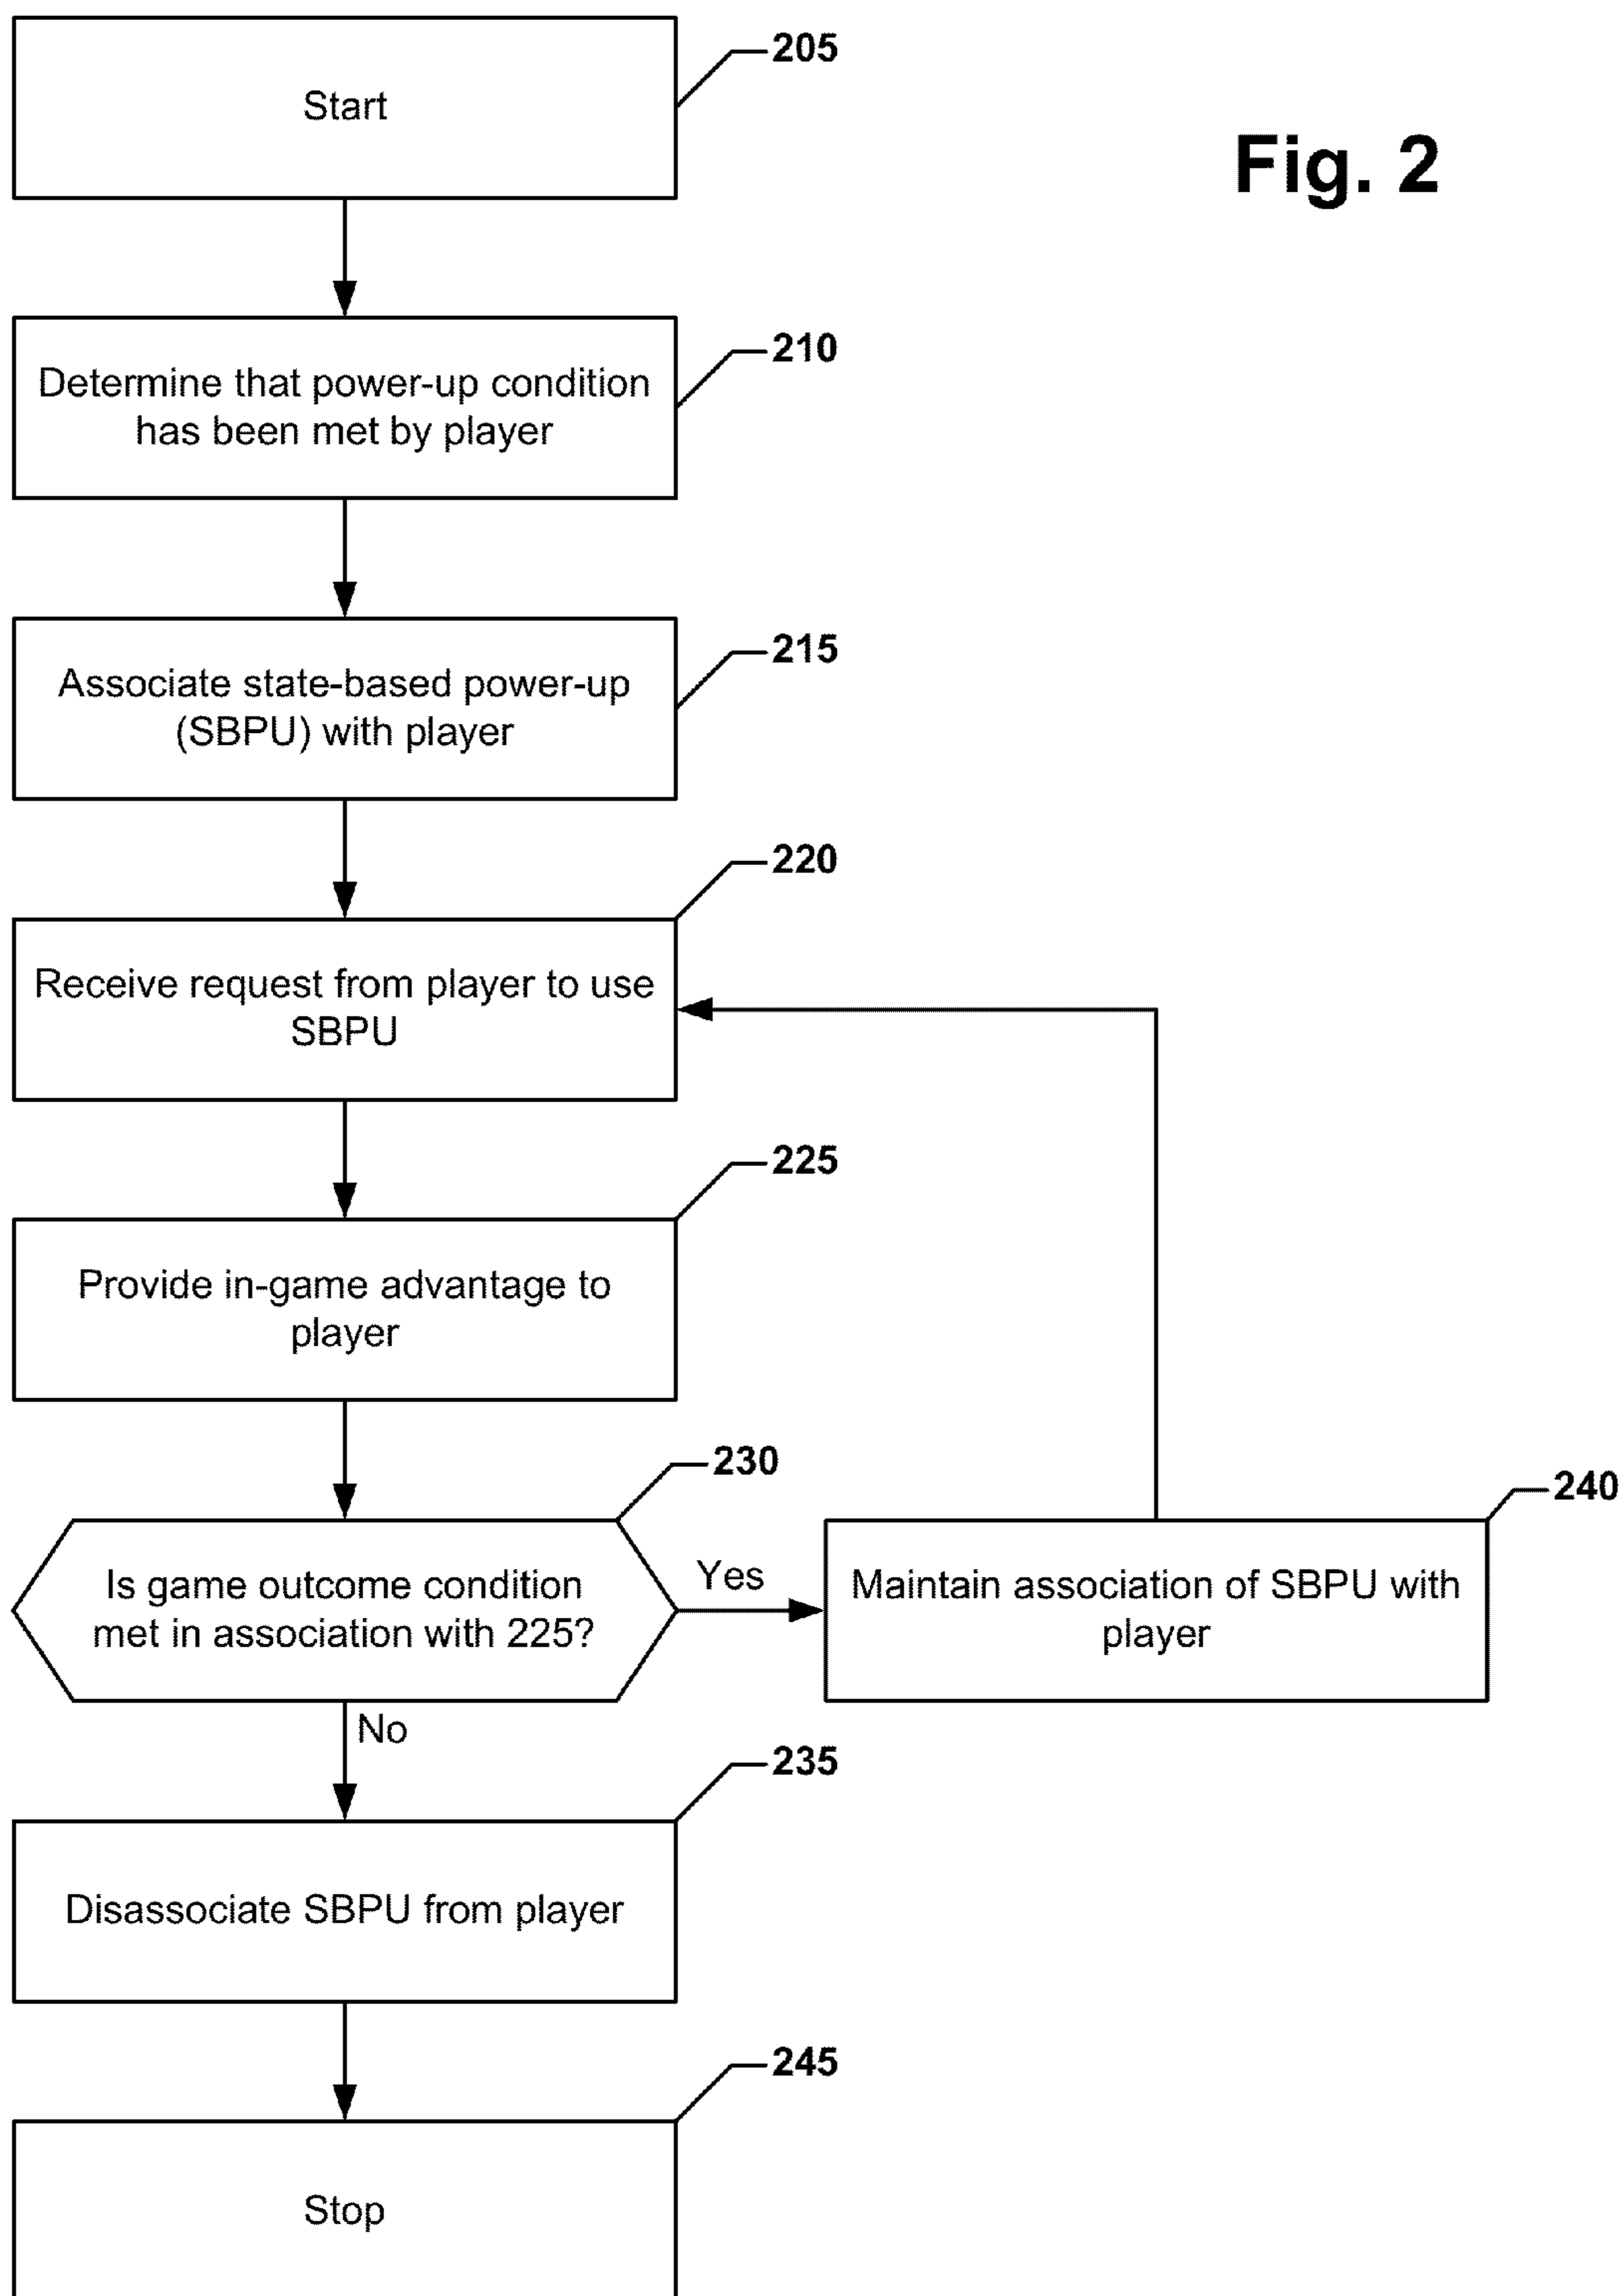 205
Start
Fig. 2
210
Determine that power-up condition
has been met by player
215
Associate state-based power-up
(SBPU) with player
220
Receive request from player to use
SBPU
225
Provide in-game advantage to
player
230
Is game outcome condition
met in association with 225?
Yes
240
Maintain association of SBPU with
player
No
235
Disassociate SBPU from player
245
Stop